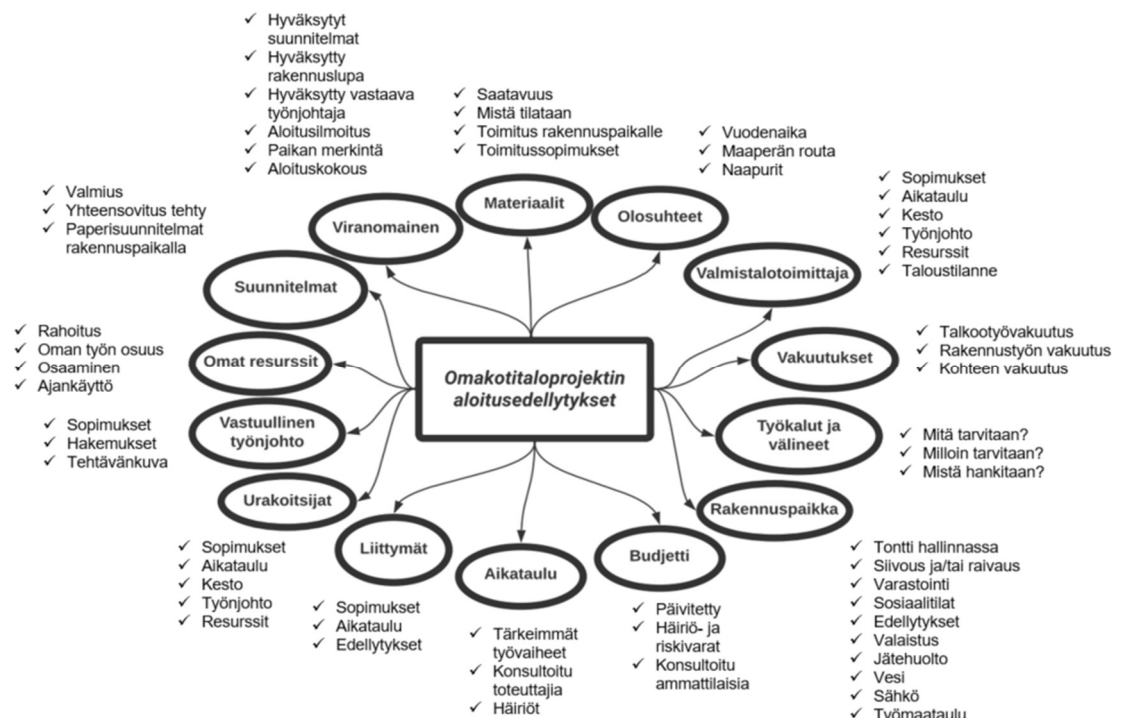 Hyväksytyt
suunnitelmat
Hyväksytty
rakennuslupa
Hyväksytty vastaava
työnjohtaja
Aloitusilmoitus
Paikan merkintä
Aloituskokous
Saatavuus
Mistä tilataan
Toimitus rakennuspaikalle
Toimitussopimukset
Vuodenaika
Maaperän routa
Naapurit
Sopimukset
Aikataulu
Kesto
Työnjohto
Resurssit
Taloustilanne
Valmius
Yhteensovitus tehty
Paperisuunnitelmat
rakennuspaikalla
Viranomainen
Materiaalit
Olosuhteet
Valmistalotoimittaja
Suunnitelmat
Rahoitus
Oman työn osuus
Osaaminen
Ajankäyttö
Omat resurssit
Omakotitaloprojektin
aloitusedellytykset
Vakuutukset
Talkootyövakuutus
Rakennustyön vakuutus
Kohteen vakuutus
Sopimukset
Hakemukset
Tehtävänkuva
Vastuullinen
työnjohto
Työkalut ja
välineet
Mitä tarvitaan?
Milloin tarvitaan?
Mistä hankitaan?
Urakoitsijat
Rakennuspaikka
Liittymät
Aikataulu
Budjetti
Sopimukset
Aikataulu
Kesto
Työnjohto
Resurssit
Sopimukset
Aikataulu
Edellytykset
Tärkeimmät
työvaiheet
Konsultoitu
toteuttajia
Häiriöt
Päivitetty
Häiriö- ja
riskivarat
Konsultoitu
ammattilaisia
Tontti hallinnassa
Siivous ja/tai raivaus
Varastointi
Sosiaalitilat
Edellytykset
Valaistus
Jätehuolto
Vesi
Sähkö
Työmaataulu